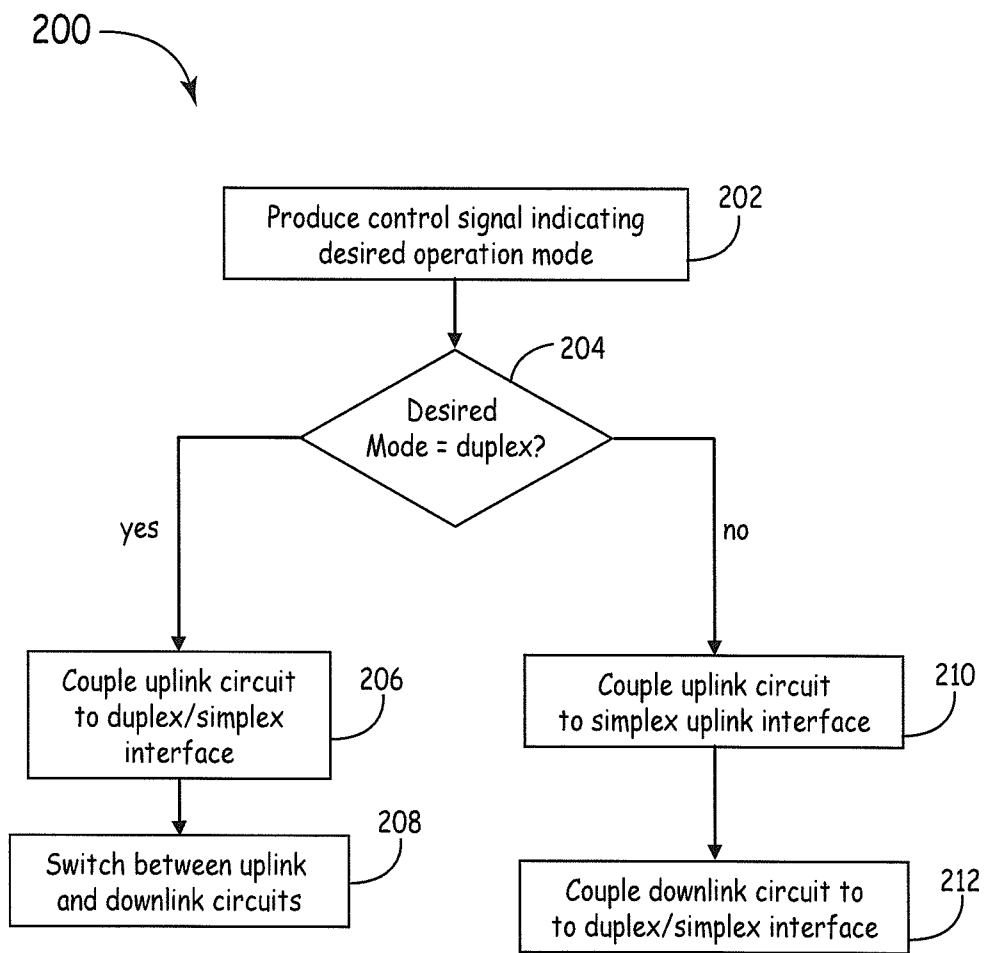 200
Produce control signal indicating
desired operation mode
202
204
Desired
Mode = duplex?
yes
no
Couple uplink circuit
to duplex/simplex
interface
206
Couple uplink circuit
to simplex uplink interface
210
Switch between uplink
and downlink circuits
208
Couple downlink circuit to
to duplex/simplex interface
212